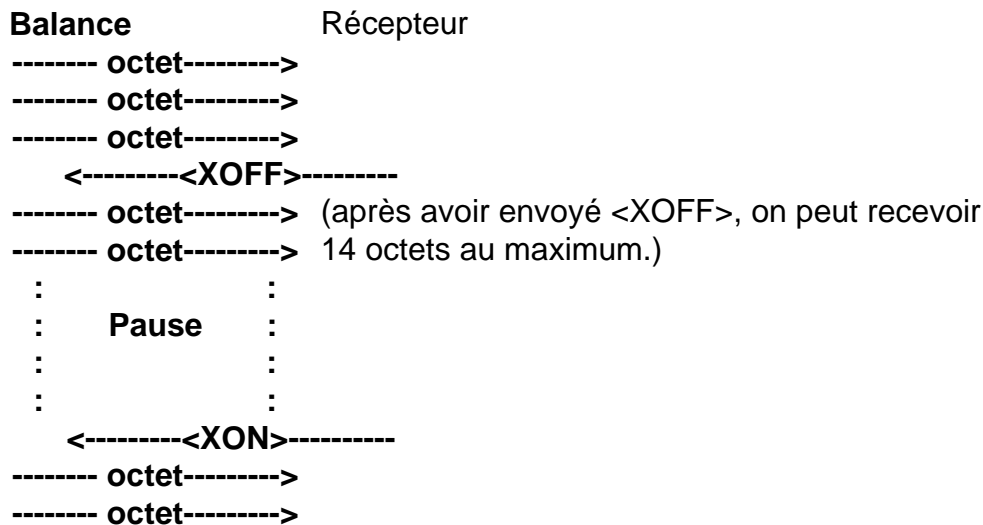 Balance Récepteur
-------- octet--------->
-------- octet--------->
-------- octet--------->
<---------<XOFF>---------
-------- octet---------> (après avoir envoyé <XOFF>, on peut recevoir
-------- octet---------> 14 octets au maximum.)
: :
: Pause :
: :
: :
<---------<XON>----------
-------- octet--------->
-------- octet--------->